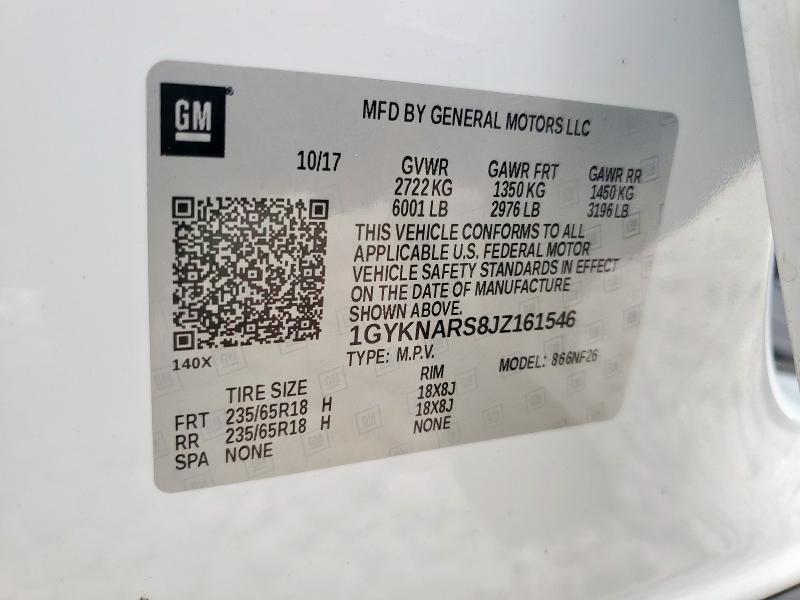 GM
MFD BY GENERAL MOTORS LLC
10/17 GVWR GAWR FRT GAWR RR
2722 KG 1350 KG 1450 KG
6001 LB 2976 LB 3196 LB
THIS VEHICLE CONFORMS TO ALL
APPLICABLE U.S. FEDERAL MOTOR
VEHICLE SAFETY STANDARDS IN EFFECT
ON THE DATE OF MANUFACTURE
SHOWN ABOVE.
1GYKNARS8JZ161546
140X
TYPE: M.P.V. MODEL: 866NF26
TIRE SIZE RIM
FRT 235/65R18 H 18X8J
RR 235/65R18 H 18X8J
SPA NONE NONE